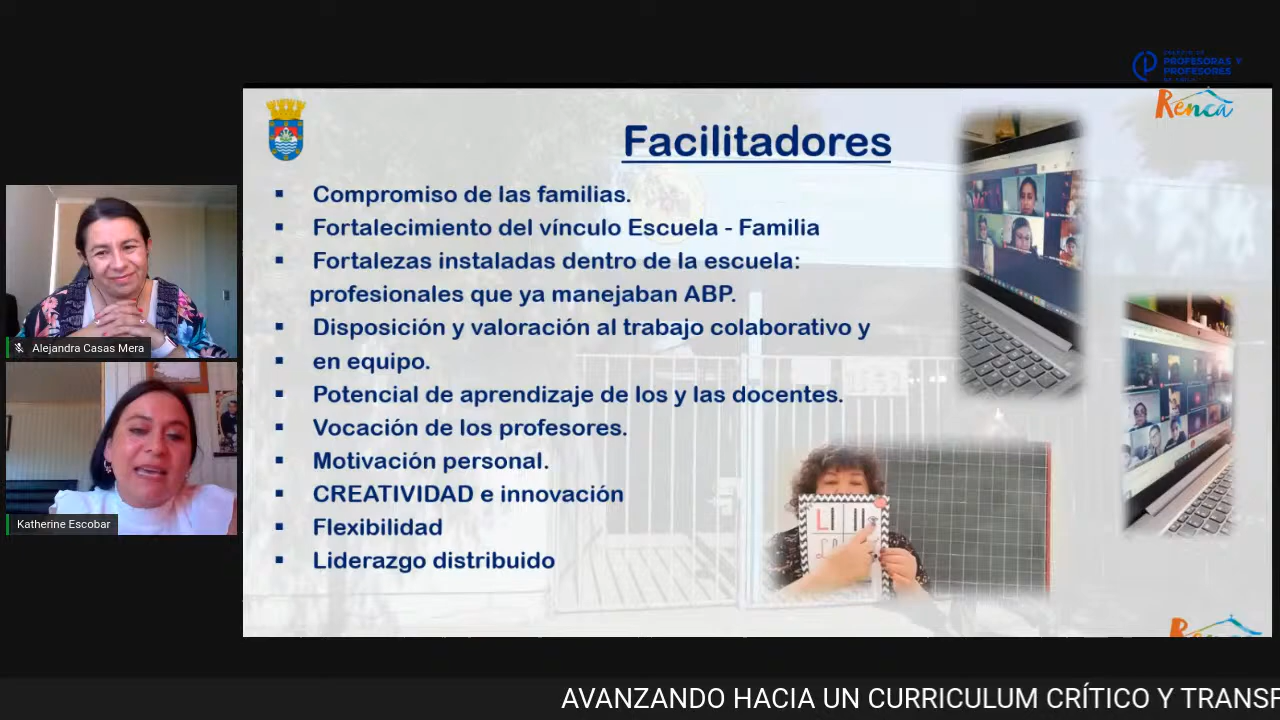 PROFESORAS Y
PROFESORES
Renca
Facilitadores
Compromiso de las familias.
Fortalecimiento del vínculo Escuela - Familia
Fortalezas instaladas dentro de la escuela:
profesionales que ya manejaban ABP.
Disposición y valoración al trabajo colaborativo y
en equipo.
Potencial de aprendizaje de los y las docentes.
Vocación de los profesores.
Motivación personal.
CREATIVIDAD e innovación
Flexibilidad
Liderazgo distribuido
Alejandra Casas Mera
Katherine Escobar
Renca
AVANZANDO HACIA UN CURRICULUM CRÍTICO Y TRANSF